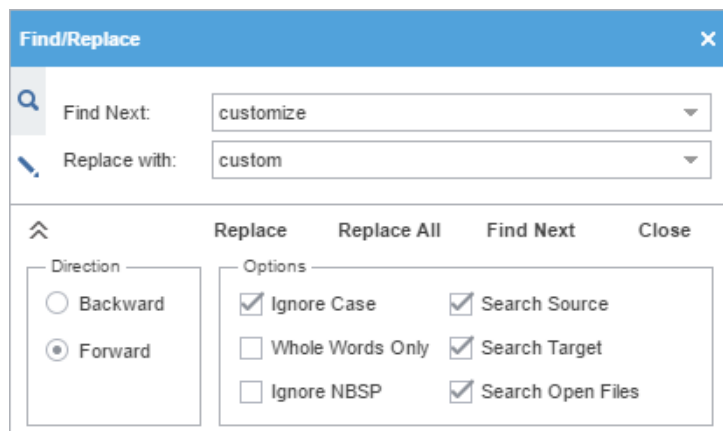 Find/Replace
Find Next: customize
Replace with: custom
Replace Replace All Find Next Close
Direction Options
Backward Ignore Case Search Source
Forward Whole Words Only Search Target
Ignore NBSP Search Open Files